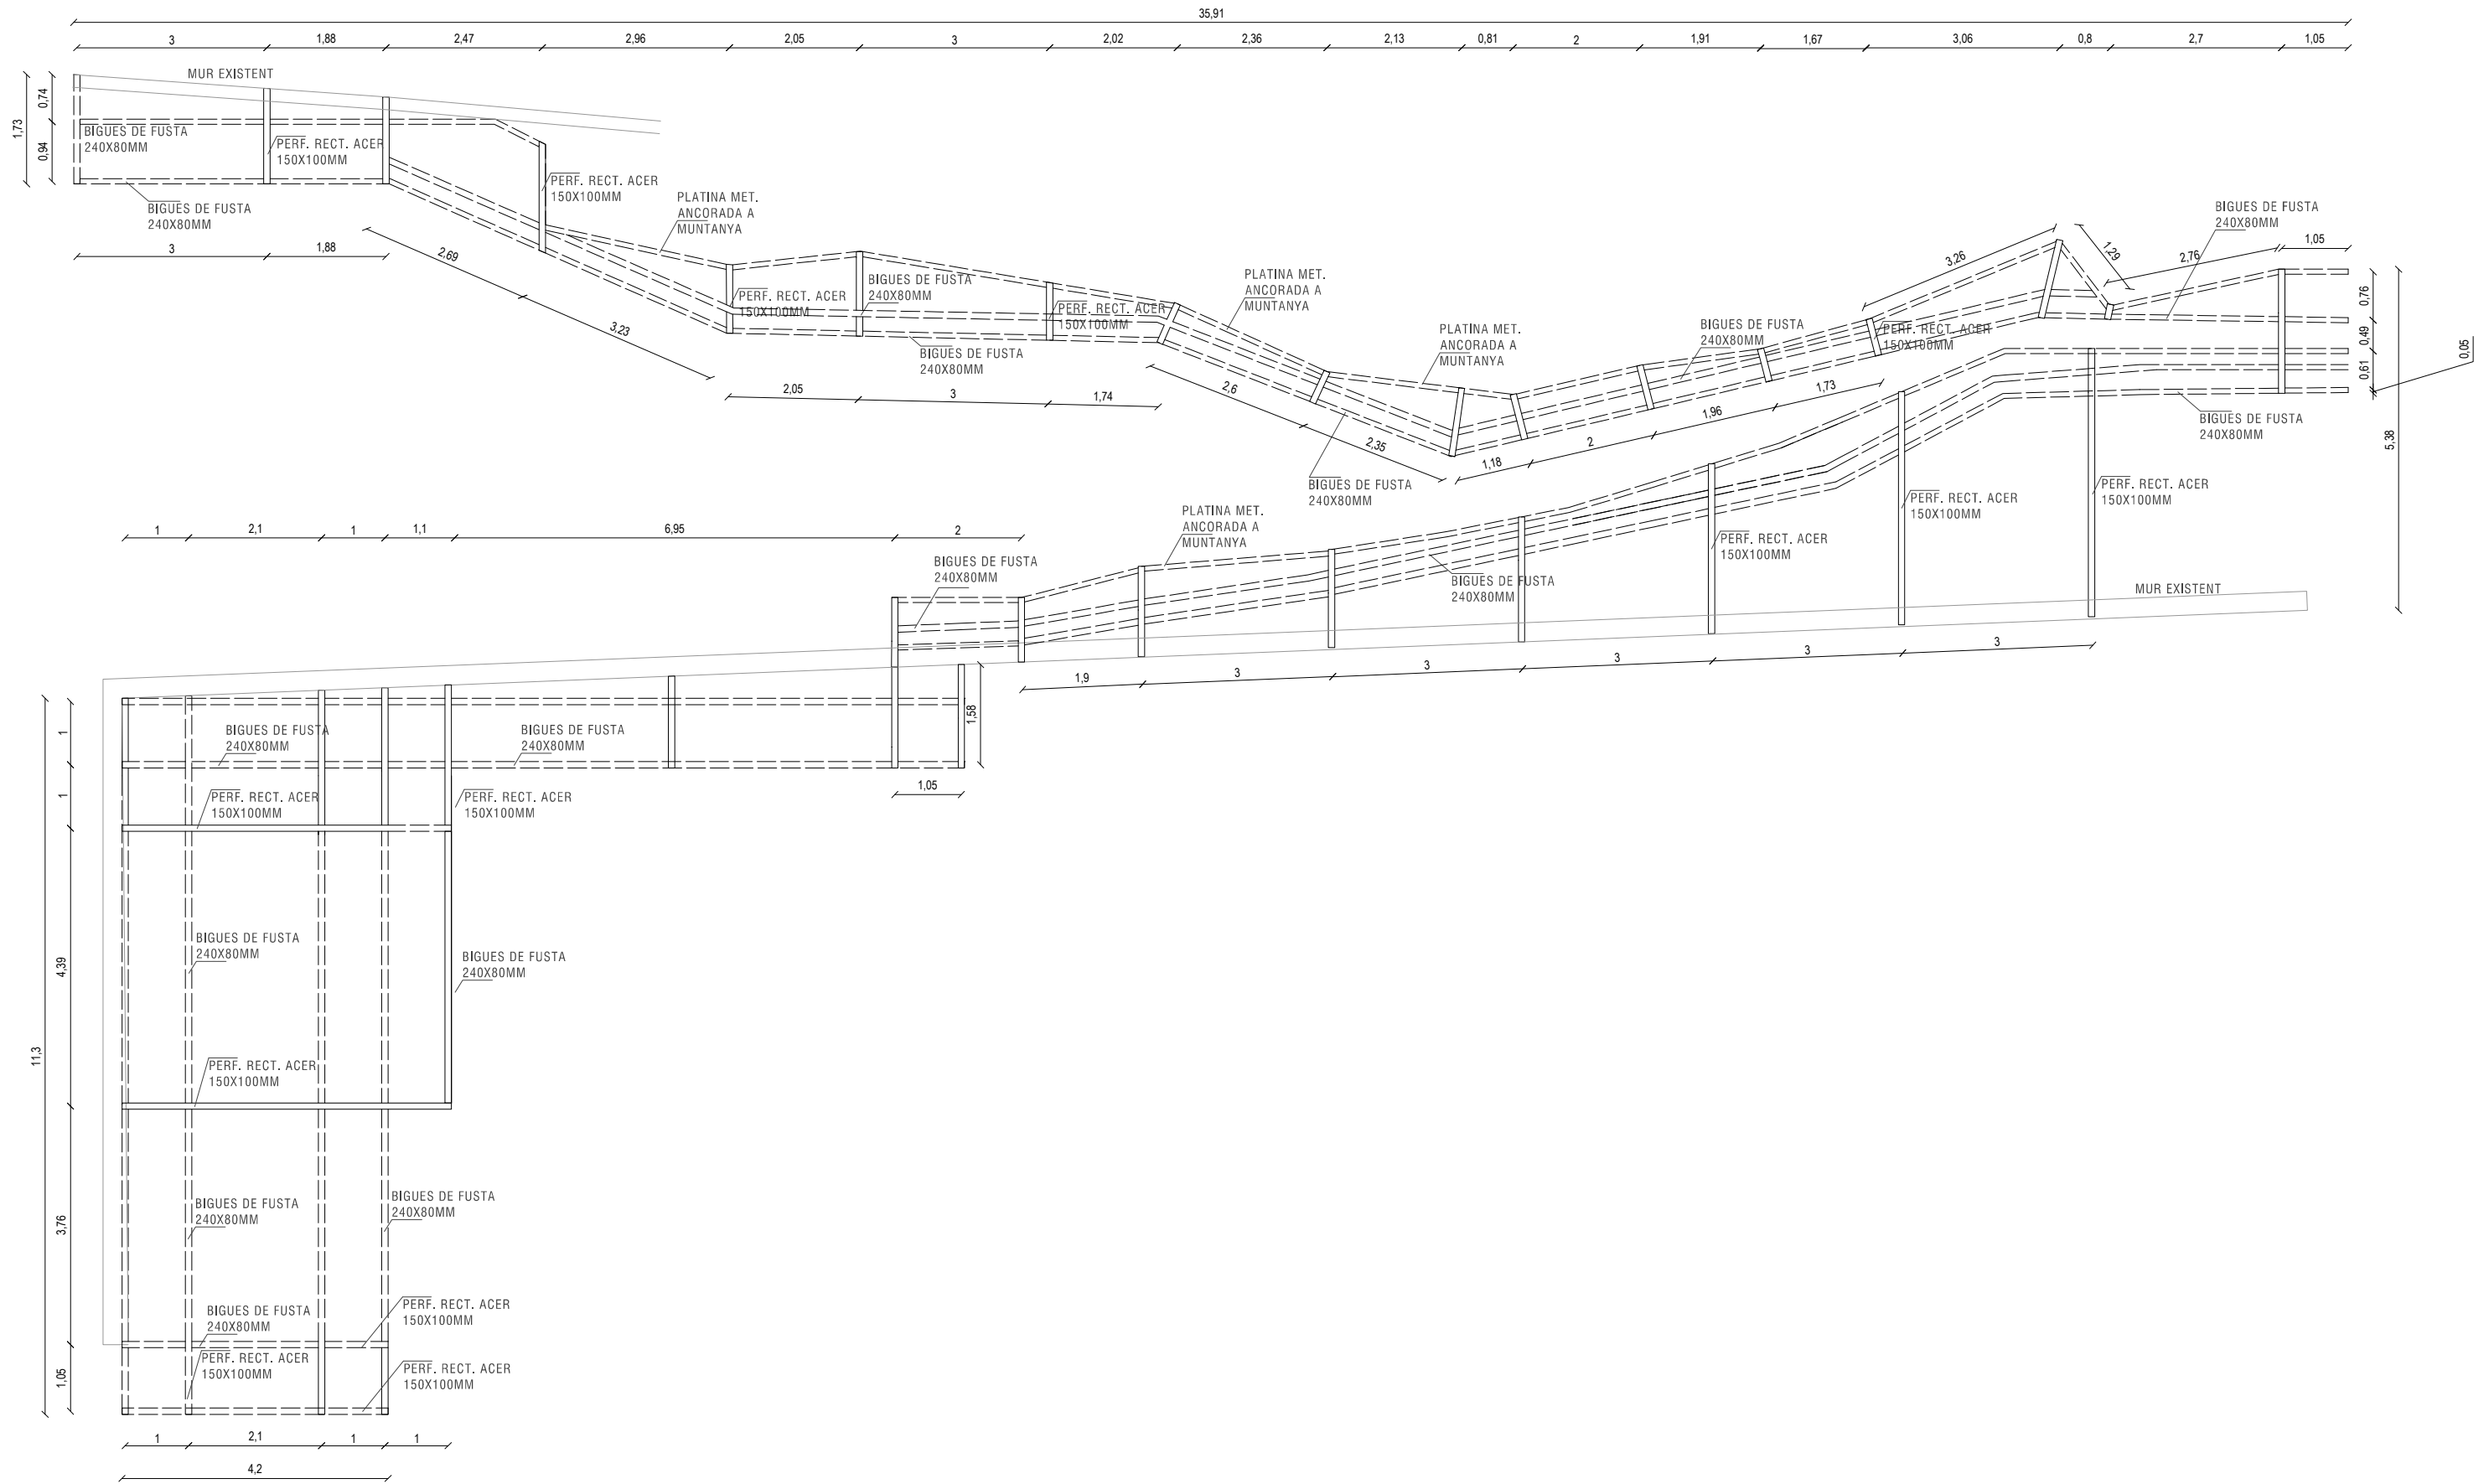 35,91
3
1,88
2,47
2,96
2,05
3
2,02
2,36
2,13
0,81
2
1,91
1,67
3,06
0,8
2,7
1,05
MUR EXISTENT
1,73
0,74
0,94
BIGUES DE FUSTA
240X80MM
PERF. RECT. ACER
150X100MM
PERF. RECT. ACER
150X100MM
BIGUES DE FUSTA
240X80MM
PLATINA MET.
ANCORADA A
MUNTANYA
3
1,88
2,69
3,23
PERF. RECT. ACER
150X100MM
BIGUES DE FUSTA
240X80MM
PERF. RECT. ACER
150X100MM
BIGUES DE FUSTA
240X80MM
2,05
3
1,74
PLATINA MET.
ANCORADA A
MUNTANYA
PLATINA MET.
ANCORADA A
MUNTANYA
2,6
2,35
BIGUES DE FUSTA
240X80MM
1,18
2
1,96
1,73
BIGUES DE FUSTA
240X80MM
PERF. RECT. ACER
150X100MM
3,26
1,29
2,76
BIGUES DE FUSTA
240X80MM
1,05
0,76
0,49
0,61
0,05
5,38
BIGUES DE FUSTA
240X80MM
PERF. RECT. ACER
150X100MM
PERF. RECT. ACER
150X100MM
PERF. RECT. ACER
150X100MM
PLATINA MET.
ANCORADA A
MUNTANYA
BIGUES DE FUSTA
240X80MM
BIGUES DE FUSTA
240X80MM
MUR EXISTENT
1
2,1
1
1,1
6,95
2
1,9
3
3
3
3
3
1,58
1,05
BIGUES DE FUSTA
240X80MM
BIGUES DE FUSTA
240X80MM
PERF. RECT. ACER
150X100MM
PERF. RECT. ACER
150X100MM
11,3
1
1
4,39
3,76
1,05
BIGUES DE FUSTA
240X80MM
BIGUES DE FUSTA
240X80MM
PERF. RECT. ACER
150X100MM
BIGUES DE FUSTA
240X80MM
BIGUES DE FUSTA
240X80MM
BIGUES DE FUSTA
240X80MM
PERF. RECT. ACER
150X100MM
PERF. RECT. ACER
150X100MM
PERF. RECT. ACER
150X100MM
1
2,1
1
1
4,2